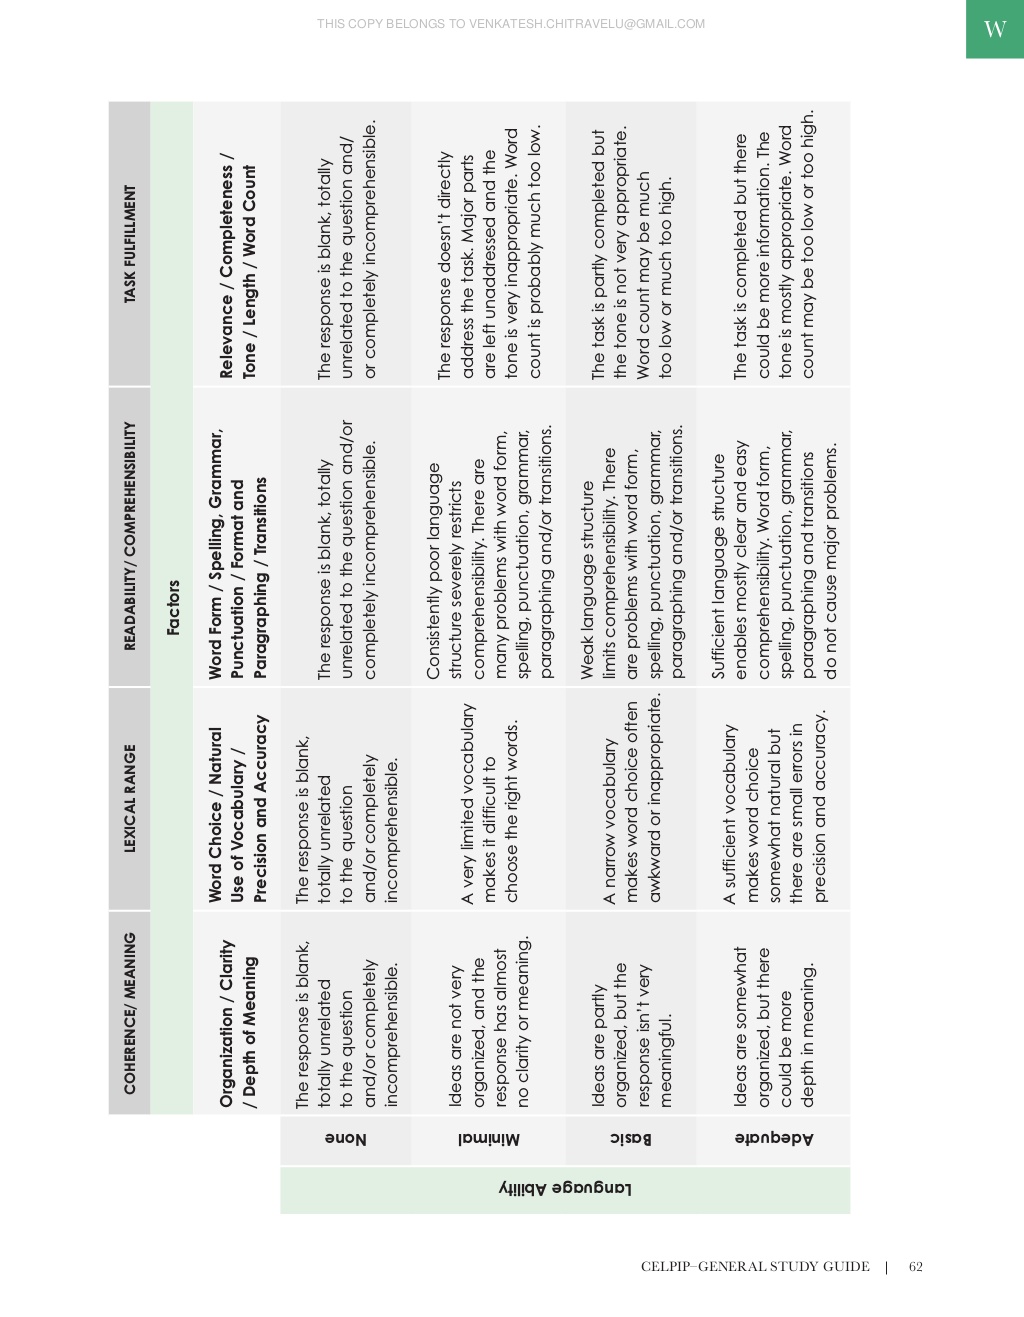 THIS COPY BELONGS TO VENKATESH.CHITRAVELU@GMAIL.COM
W
COHERENCE/ MEANING
LEXICAL RANGE
READABILITY/ COMPREHENSIBILITY
TASK FULFILLMENT
Factors
Organization / Clarity
/ Depth of Meaning
Word Choice / Natural
Use of Vocabulary /
Precision and Accuracy
Word Form / Spelling, Grammar,
Punctuation / Format and
Paragraphing / Transitions
Relevance / Completeness /
Tone / Length / Word Count
Language Ability
None
The response is blank,
totally unrelated
to the question
and/or completely
incomprehensible.
The response is blank,
totally unrelated
to the question
and/or completely
incomprehensible.
The response is blank, totally
unrelated to the question and/or
completely incomprehensible.
The response is blank, totally
unrelated to the question and/
or completely incomprehensible.
Minimal
Ideas are not very
organized, and the
response has almost
no clarity or meaning.
A very limited vocabulary
makes it difficult to
choose the right words.
Consistently poor language
structure severely restricts
comprehensibility. There are
many problems with word form,
spelling, punctuation, grammar,
paragraphing and/or transitions.
The response doesn't directly
address the task. Major parts
are left unaddressed and the
tone is very inappropriate. Word
count is probably much too low.
Basic
Ideas are partly
organized, but the
response isn't very
meaningful.
A narrow vocabulary
makes word choice often
awkward or inappropriate.
Weak language structure
limits comprehensibility. There
are problems with word form,
spelling, punctuation, grammar,
paragraphing and/or transitions.
The task is partly completed but
the tone is not very appropriate.
Word count may be much
too low or much too high.
Adequate
Ideas are somewhat
organized, but there
could be more
depth in meaning.
A sufficient vocabulary
makes word choice
somewhat natural but
there are small errors in
precision and accuracy.
Sufficient language structure
enables mostly clear and easy
comprehensibility. Word form,
spelling, punctuation, grammar,
paragraphing and transitions
do not cause major problems.
The task is completed but there
could be more information. The
tone is mostly appropriate. Word
count may be too low or too high.
CELPIP–GENERAL STUDY GUIDE | 62